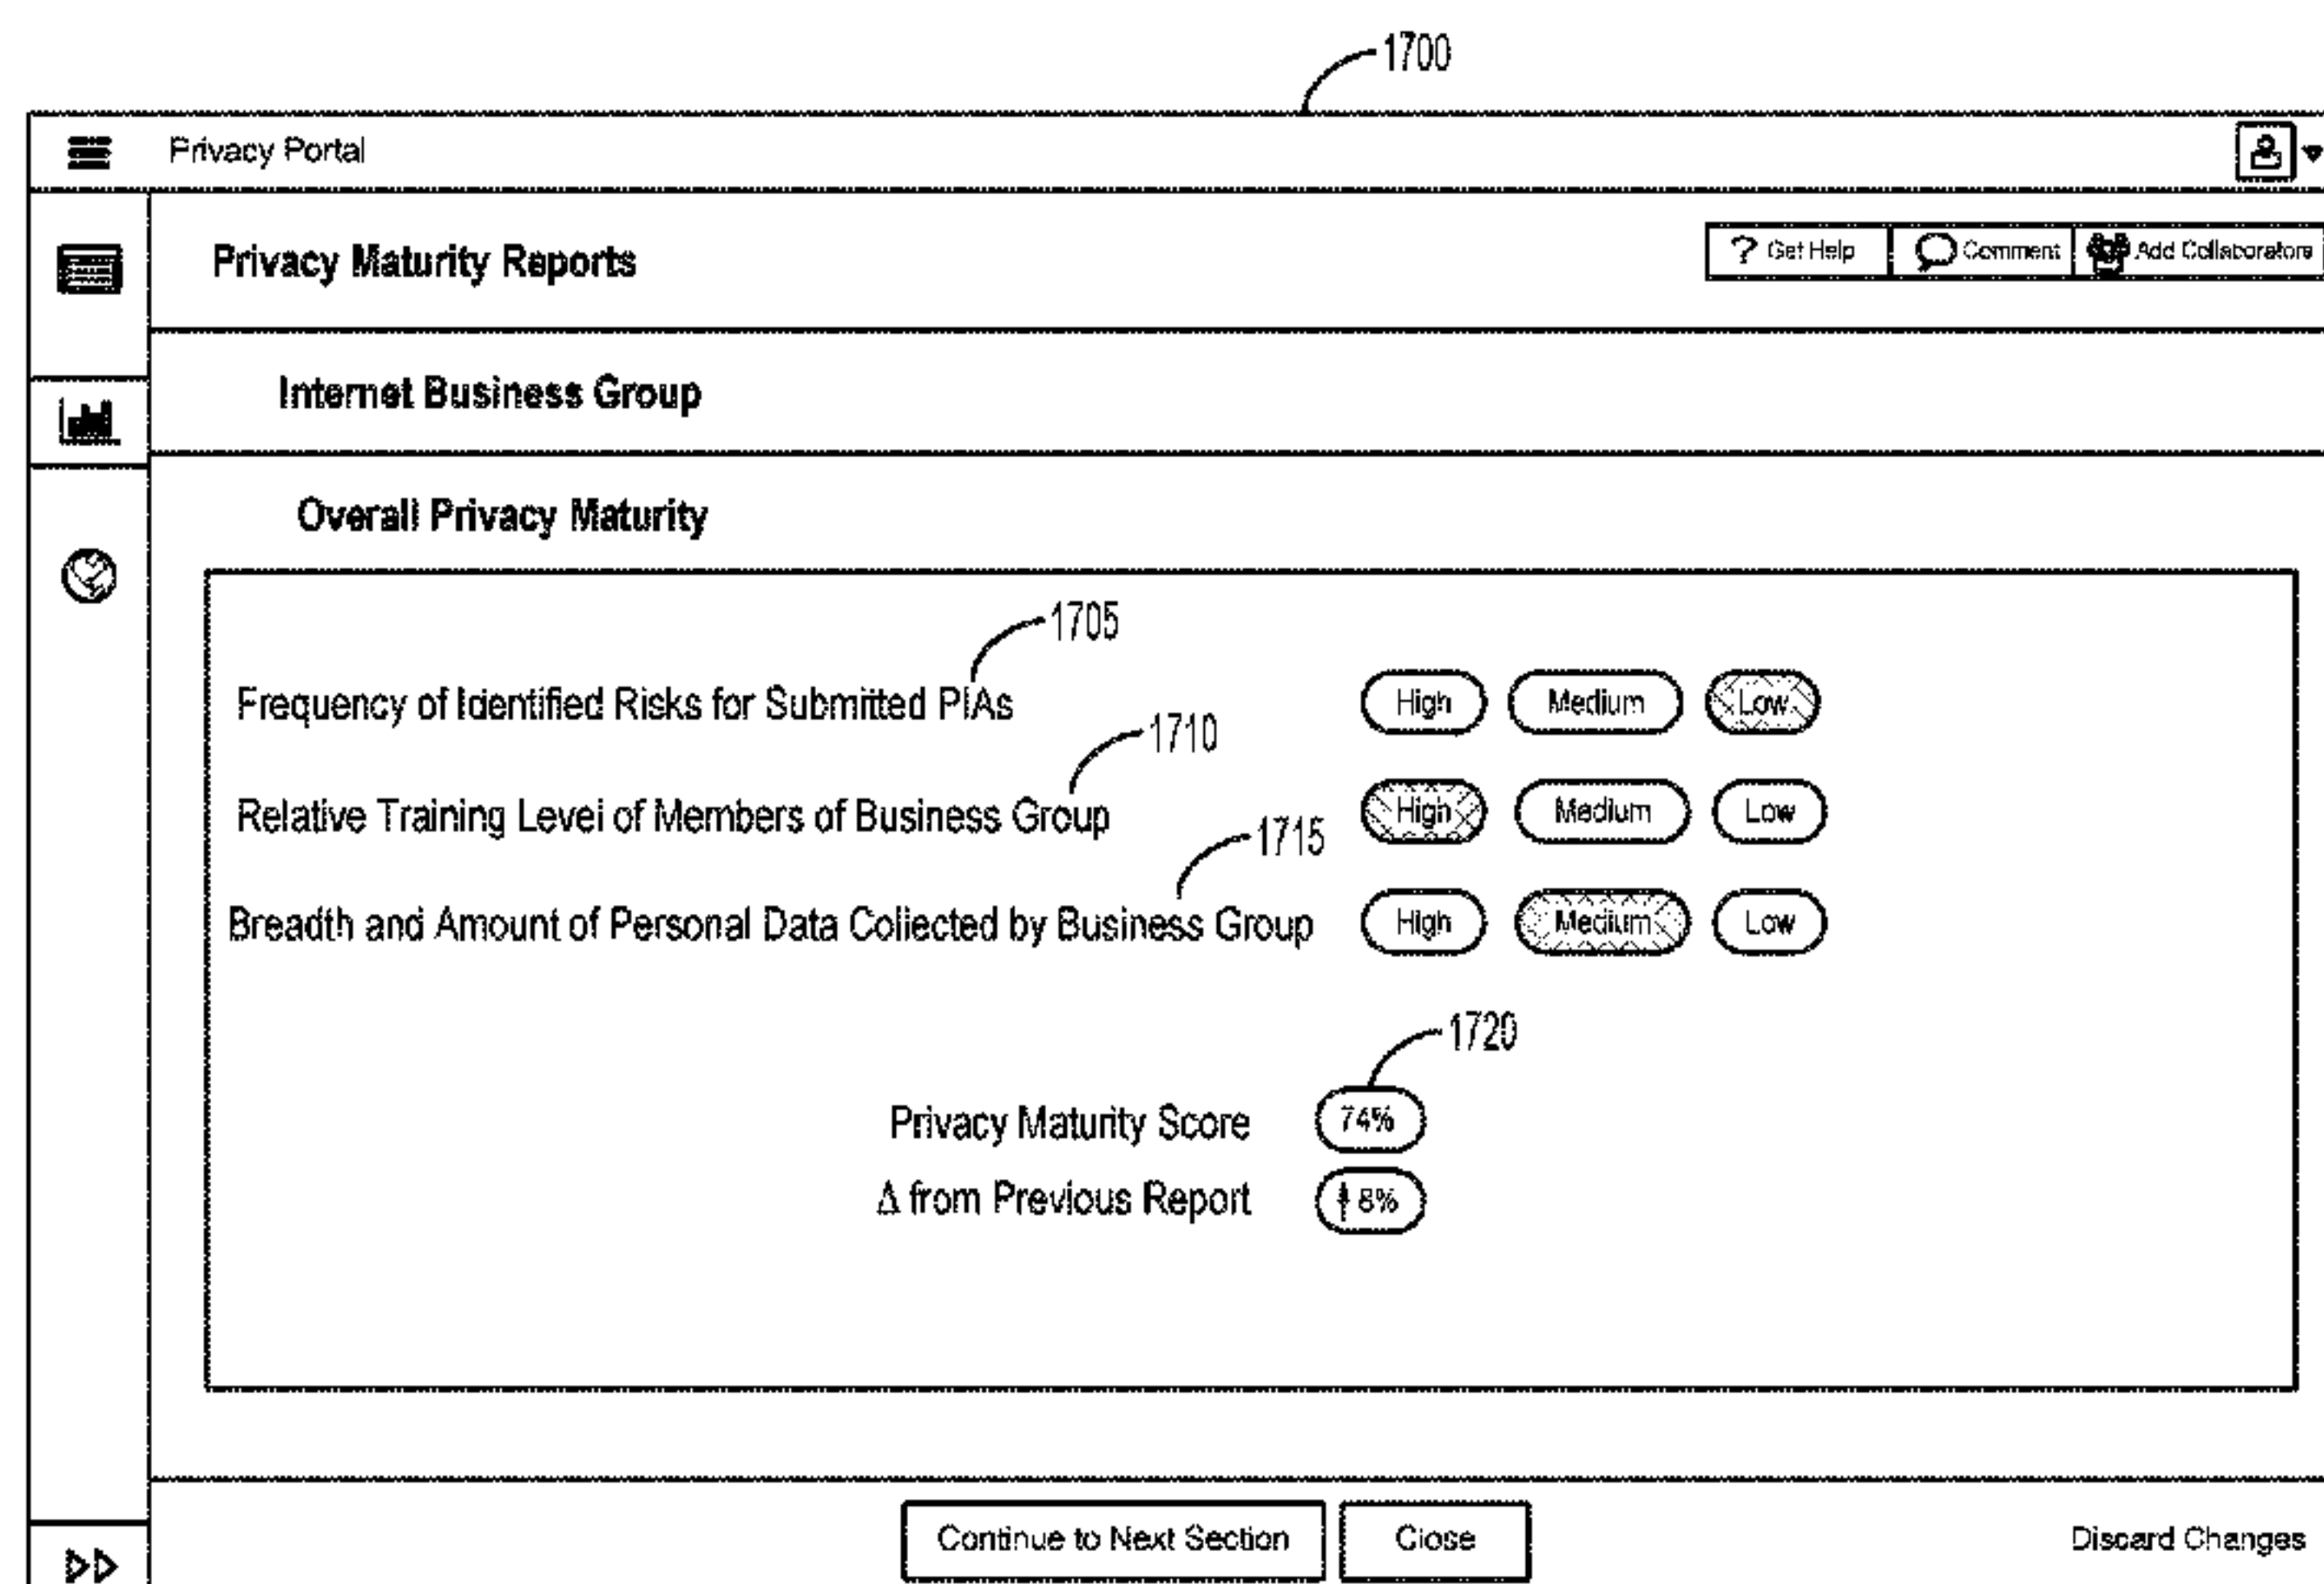 1700
Privacy Portal
Privacy Maturity Reports
? Get Help
Comment
Add Collaborators
Internet Business Group
Overall Privacy Maturity
1705
Frequency of Identified Risks for Submitted PIAs High Medium Low
1710
Relative Training Level of Members of Business Group High Medium Low
1715
Breadth and Amount of Personal Data Collected by Business Group High Medium Low
1720
Privacy Maturity Score 74%
Δ from Previous Report 8%
Continue to Next Section
Close
Discard Changes